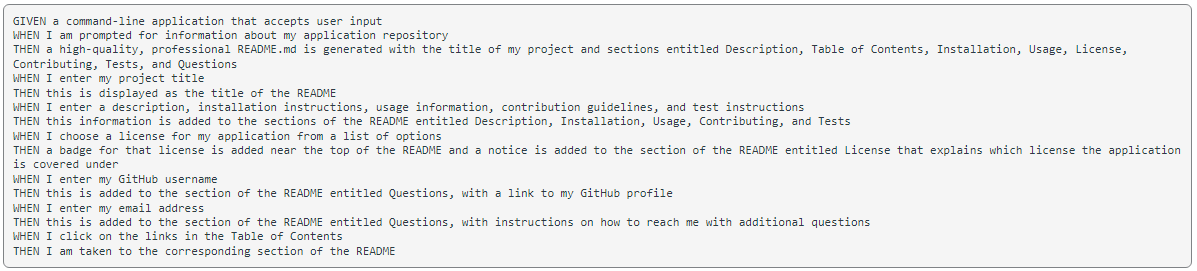 GIVEN a command-line application that accepts user input
WHEN I am prompted for information about my application repository
THEN a high-quality, professional README.md is generated with the title of my project and sections entitled Description, Table of Contents, Installation, Usage, License,
Contributing, Tests, and Questions
WHEN I enter my project title
THEN this is displayed as the title of the README
WHEN I enter a description, installation instructions, usage information, contribution guidelines, and test instructions
THEN this information is added to the sections of the README entitled Description, Installation, Usage, Contributing, and Tests
WHEN I choose a license for my application from a list of options
THEN a badge for that license is added near the top of the README and a notice is added to the section of the README entitled License that explains which license the application
is covered under
WHEN I enter my GitHub username
THEN this is added to the section of the README entitled Questions, with a link to my GitHub profile
WHEN I enter my email address
THEN this is added to the section of the README entitled Questions, with instructions on how to reach me with additional questions
WHEN I click on the links in the Table of Contents
THEN I am taken to the corresponding section of the README